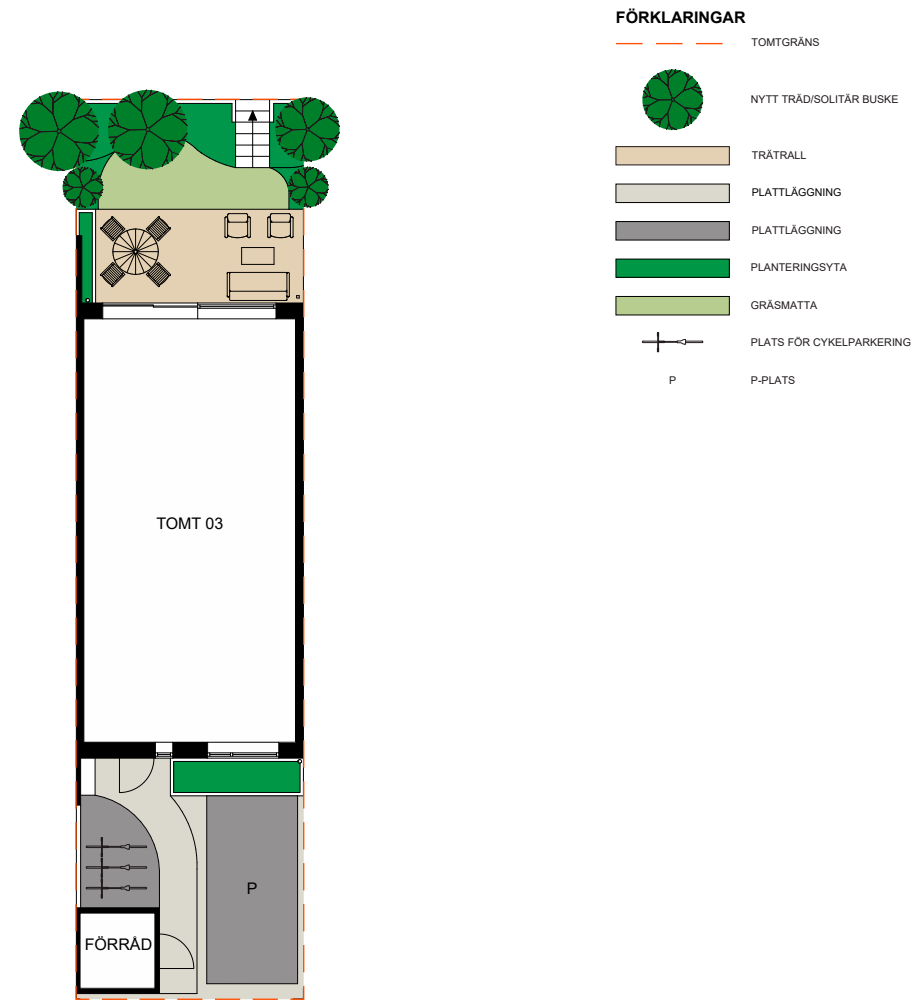 FÖRKLARINGAR
TOMTGRÄNS
NYTT TRÄD/SOLITÄR BUSKE
TRÄTRALL
PLATTLÄGGNING
PLATTLÄGGNING
PLANTERINGSYTA
GRÄSMATTA
PLATS FÖR CYKELPARKERING
P P-PLATS
TOMT 03
P
FÖRRÅD